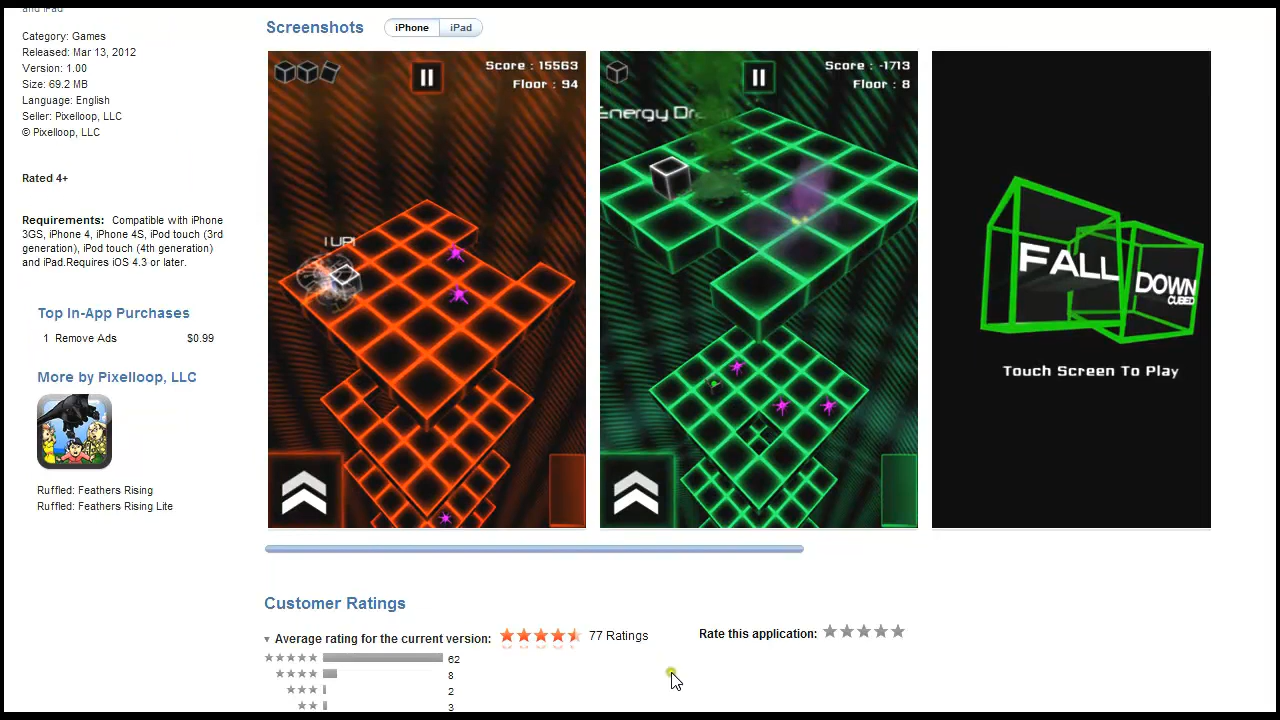 and iPad
Category: Games
Released: Mar 13, 2012
Version: 1.00
Size: 69.2 MB
Language: English
Seller: Pixelloop, LLC
© Pixelloop, LLC
Rated 4+
Requirements: Compatible with iPhone
3GS, iPhone 4, iPhone 4S, iPod touch (3rd
generation), iPod touch (4th generation)
and iPad.Requires iOS 4.3 or later.
Top In-App Purchases
1 Remove Ads $0.99
More by Pixelloop, LLC
Ruffled: Feathers Rising
Ruffled: Feathers Rising Lite
Screenshots iPhone iPad
Score : 15563
Floor : 94
1 UP!
Score : -1713
Floor : 8
Energy
FALL
DOWN
CUBED
Touch Screen To Play
Customer Ratings
Average rating for the current version: 77 Ratings
Rate this application:
62
8
2
3